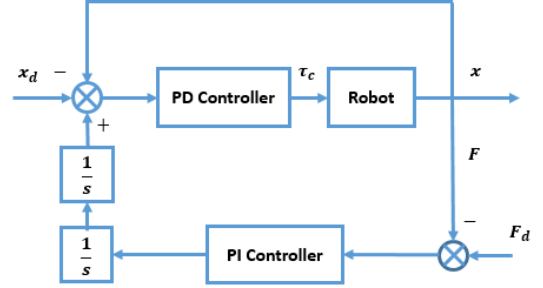 x_d −
PD Controller
τ_c
Robot
x
+
1
s
F
1
s
PI Controller
−
F_d